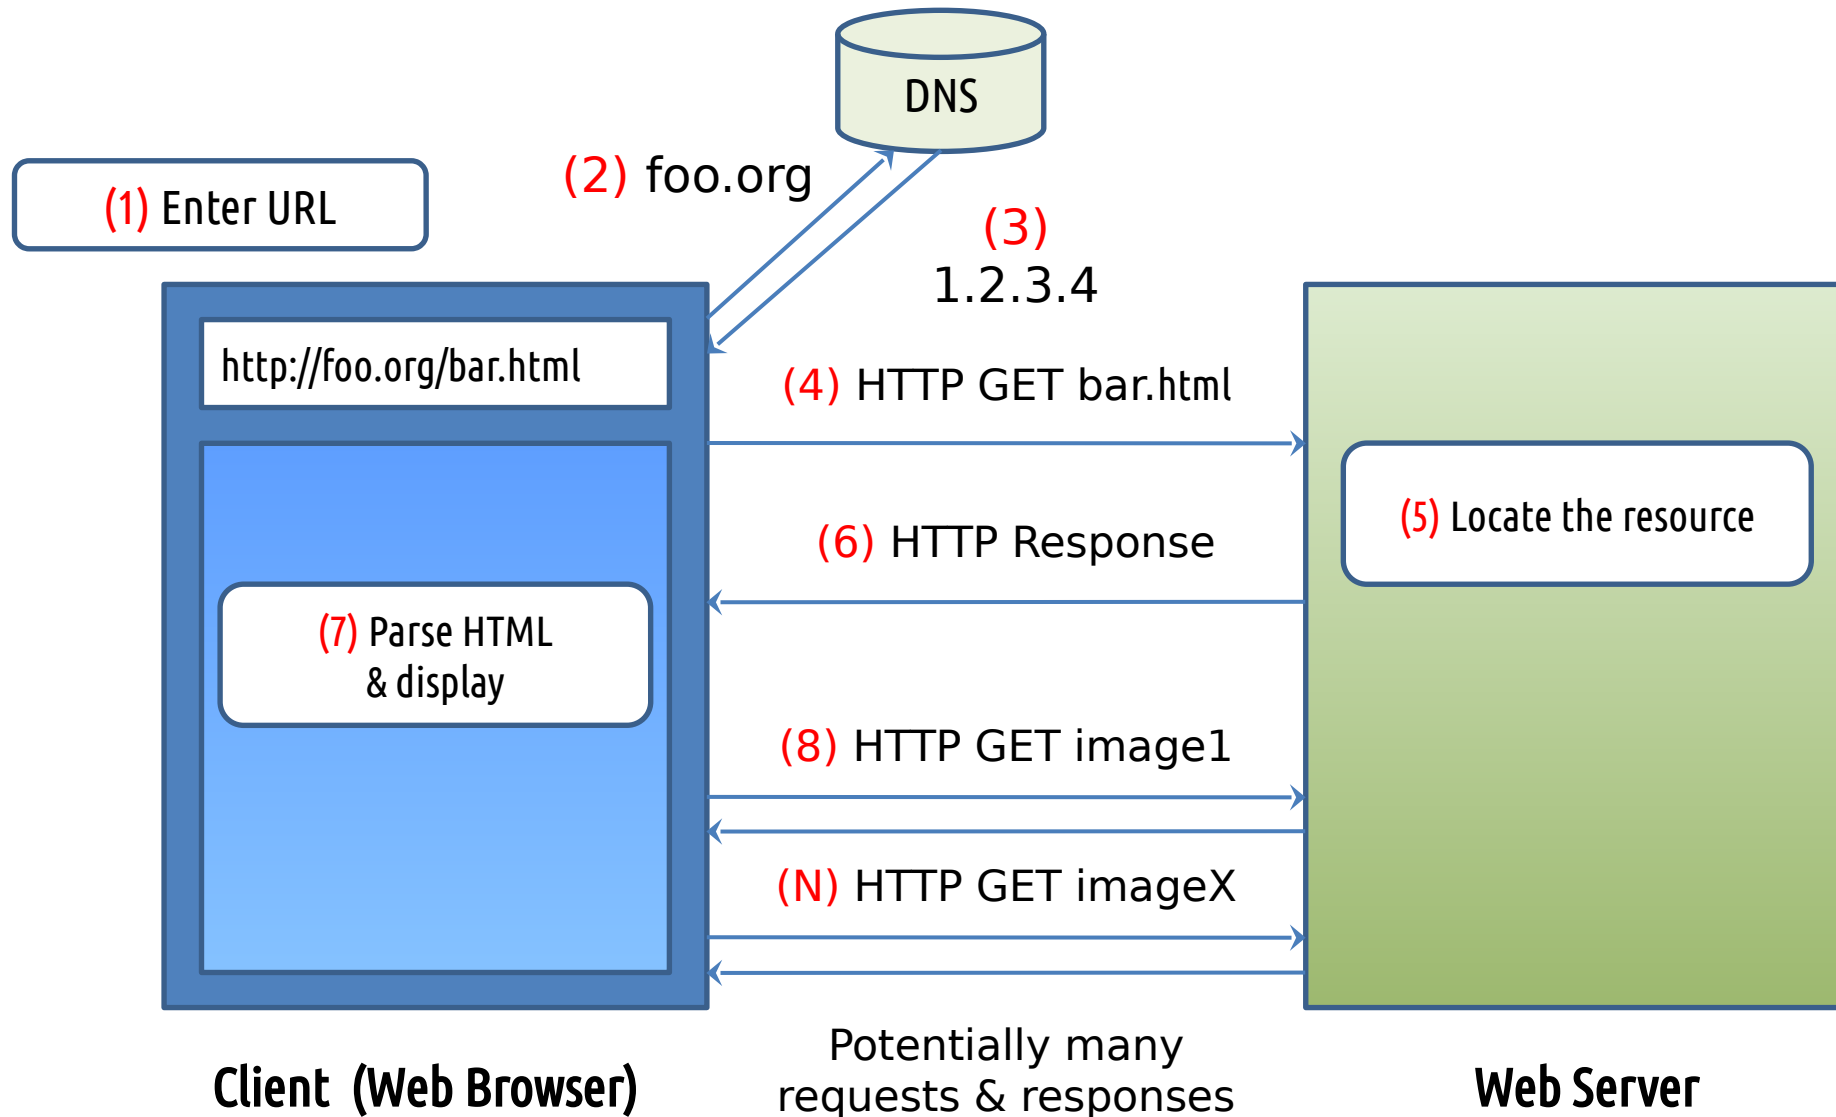 DNS
(1) Enter URL
(2) foo.org
(3)
1.2.3.4
http://foo.org/bar.html
(4) HTTP GET bar.html
(5) Locate the resource
(6) HTTP Response
(7) Parse HTML
& display
(8) HTTP GET image1
(N) HTTP GET imageX
Potentially many
requests & responses
Client (Web Browser)
Web Server